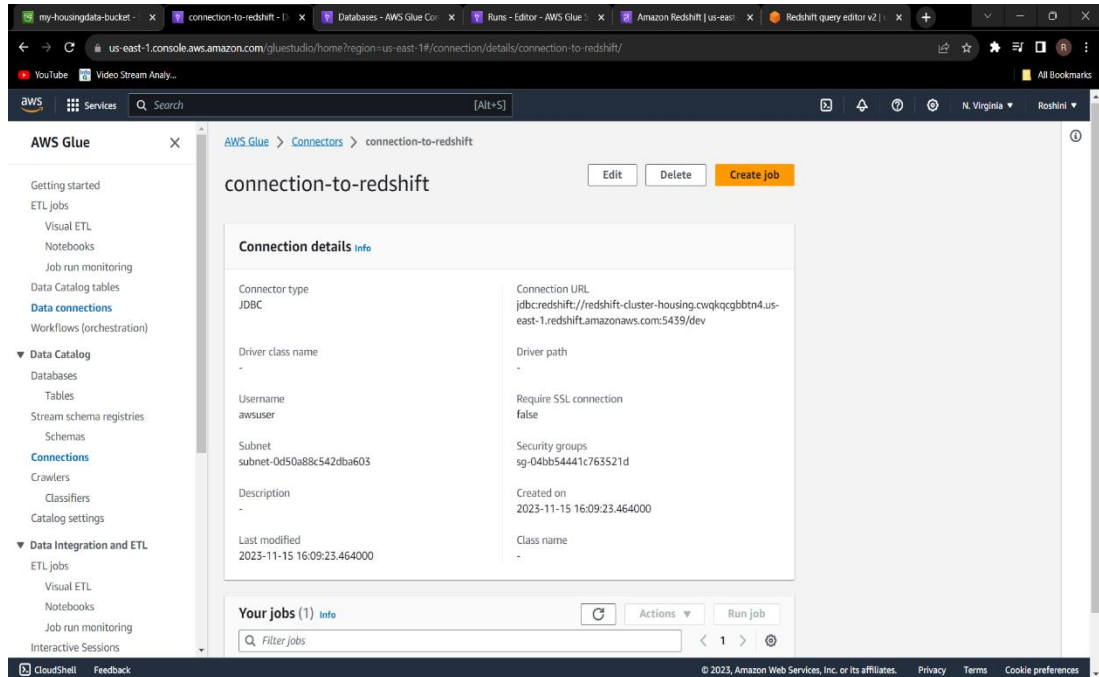 my-housingdata-bucket -
connection-to-redshift - D
Databases - AWS Glue Con
Runs - Editor - AWS Glue S
Amazon Redshift | us-east-
Redshift query editor v2 |
us-east-1.console.aws.amazon.com/gluestudio/home?region=us-east-1#/connection/details/connection-to-redshift/
R
YouTube
Video Stream Analy...
All Bookmarks
aws
Services
Search
[Alt+S]
N. Virginia ▼
Roshini ▼
AWS Glue
Getting started
ETL jobs
Visual ETL
Notebooks
Job run monitoring
Data Catalog tables
Data connections
Workflows (orchestration)
▼ Data Catalog
Databases
Tables
Stream schema registries
Schemas
Connections
Crawlers
Classifiers
Catalog settings
▼ Data Integration and ETL
ETL jobs
Visual ETL
Notebooks
Job run monitoring
Interactive Sessions
AWS Glue > Connectors > connection-to-redshift
connection-to-redshift
Edit
Delete
Create job
Connection details Info
Connector type
JDBC
Connection URL
jdbc:redshift://redshift-cluster-housing.cwqkqcgbbtn4.us-
east-1.redshift.amazonaws.com:5439/dev
Driver class name
-
Driver path
-
Username
awsuser
Require SSL connection
false
Subnet
subnet-0d50a88c542dba603
Security groups
sg-04bb54441c763521d
Description
-
Created on
2023-11-15 16:09:23.464000
Last modified
2023-11-15 16:09:23.464000
Class name
-
Your jobs (1) Info
Actions ▼
Run job
Filter jobs
< 1 >
CloudShell
Feedback
© 2023, Amazon Web Services, Inc. or its affiliates.
Privacy
Terms
Cookie preferences